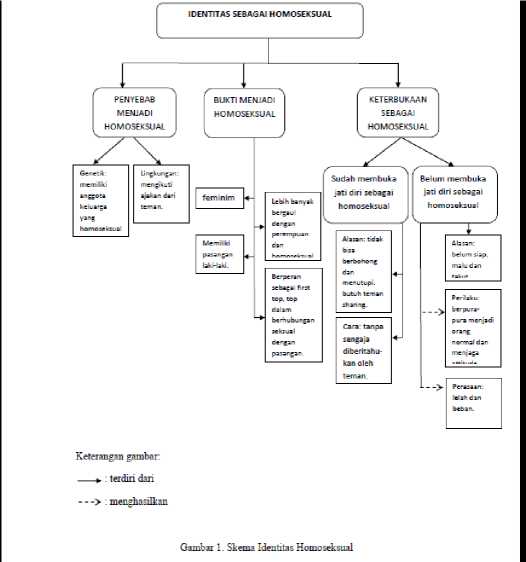 IDENTITAS SEBAGAI HOMOSEKSUAL
PENYEBAB
MENJADI
HOMOSEKSUAL
BUKTI MENJADI
HOMOSEKSUAL
KETERBUKAAN
SEBAGAI
HOMOSEKSUAL
Genetik:
memiliki
anggota
keluarga
yang
homoseksual
Lingkungan:
mengikuti
ajakan dari
teman.
feminim
Memiliki
pasangan
laki-laki.
Lebih banyak
bergaul
dengan
perempuan
dan
homoseksual
Berperan
sebagai first
top, top
dalam
berhubungan
seksual
dengan
pasangan.
Sudah membuka
jati diri sebagai
homoseksual
Belum membuka
jati diri sebagai
homoseksual
Alasan: tidak
bisa
berbohong
dan
menutupi.
butuh teman
sharing.
Cara: tanpa
sengaja
diberitahu-
kan oleh
teman.
Alasan:
belum siap,
malu dan
takut
Perilaku:
berpura-
pura menjadi
orang
normal dan
menjaga
Perasaan:
lelah dan
beban.
Keterangan gambar:
: terdiri dari
: menghasilkan
Gambar 1. Skema Identitas Homoseksual